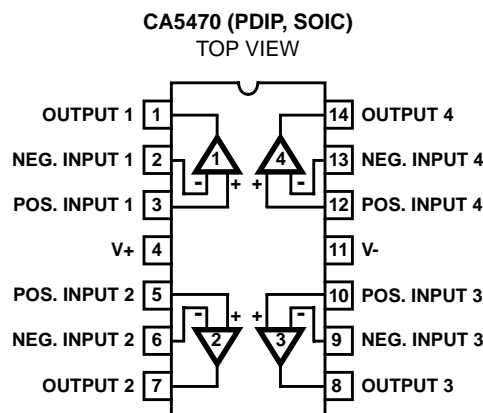 CA5470 (PDIP, SOIC)
TOP VIEW
OUTPUT 1 1 14 OUTPUT 4
NEG. INPUT 1 2 1 4 13 NEG. INPUT 4
- + + -
POS. INPUT 1 3 12 POS. INPUT 4
V+ 4 11 V-
POS. INPUT 2 5 10 POS. INPUT 3
- + + -
NEG. INPUT 2 6 2 3 9 NEG. INPUT 3
OUTPUT 2 7 8 OUTPUT 3